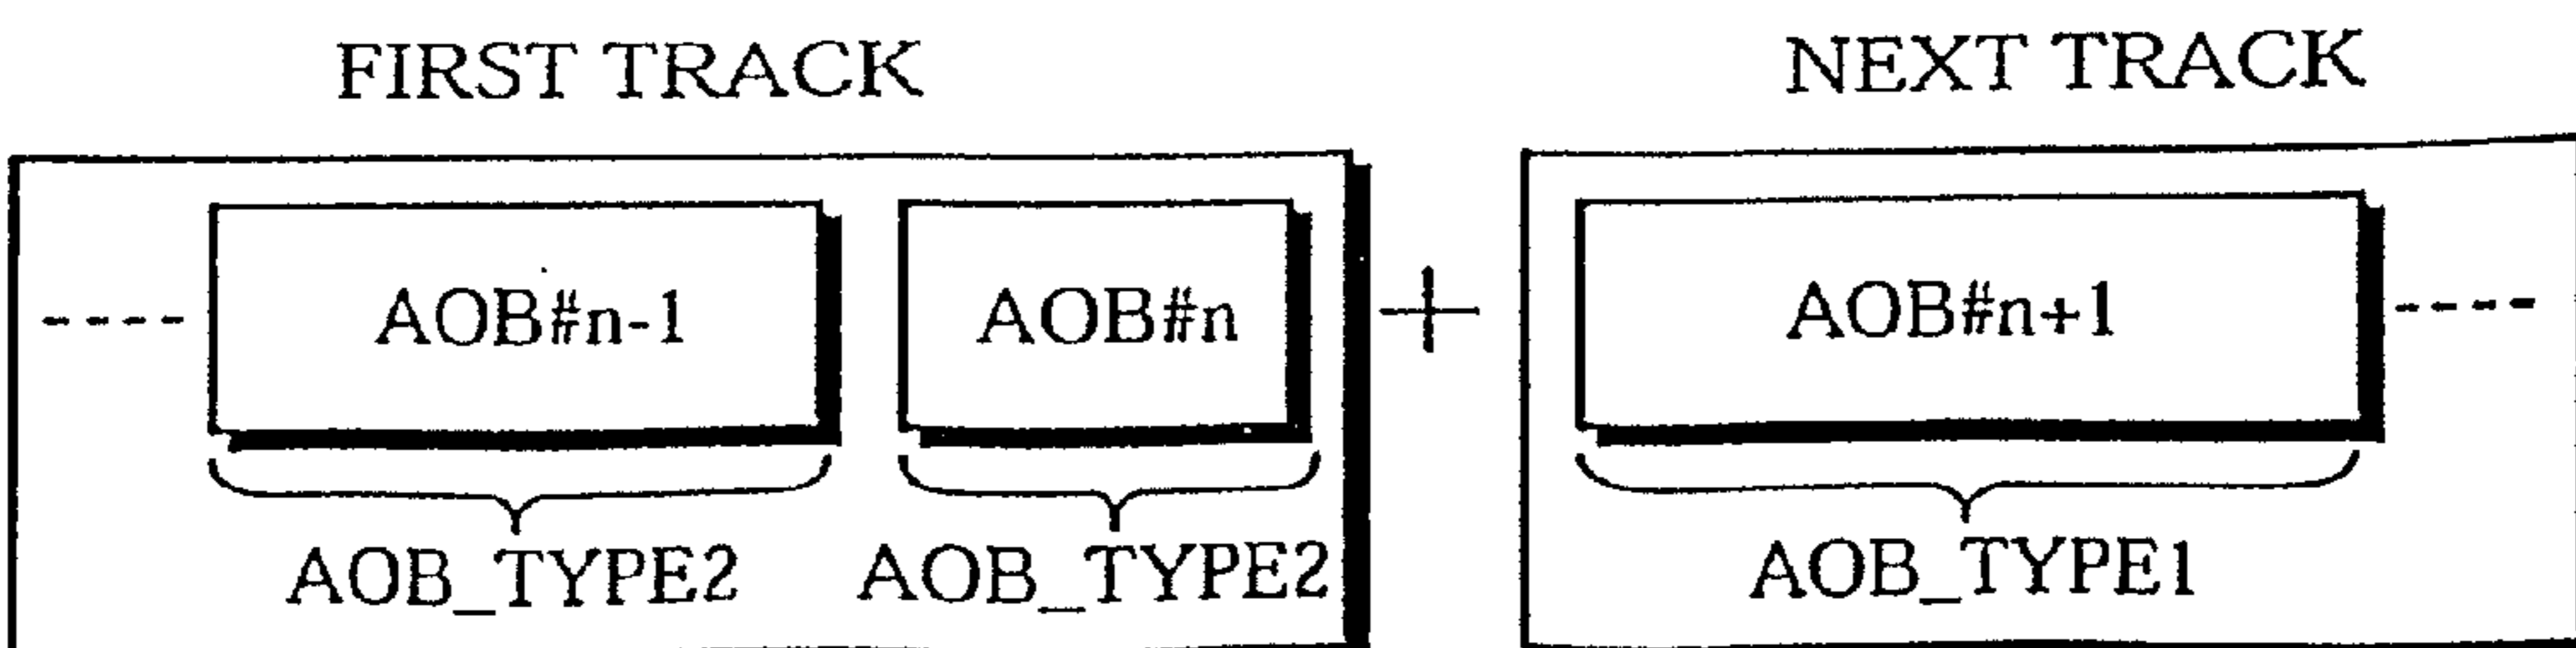 FIRST TRACK
NEXT TRACK
---- AOB#n-1 AOB#n + AOB#n+1 ----
AOB_TYPE2 AOB_TYPE2 AOB_TYPE1